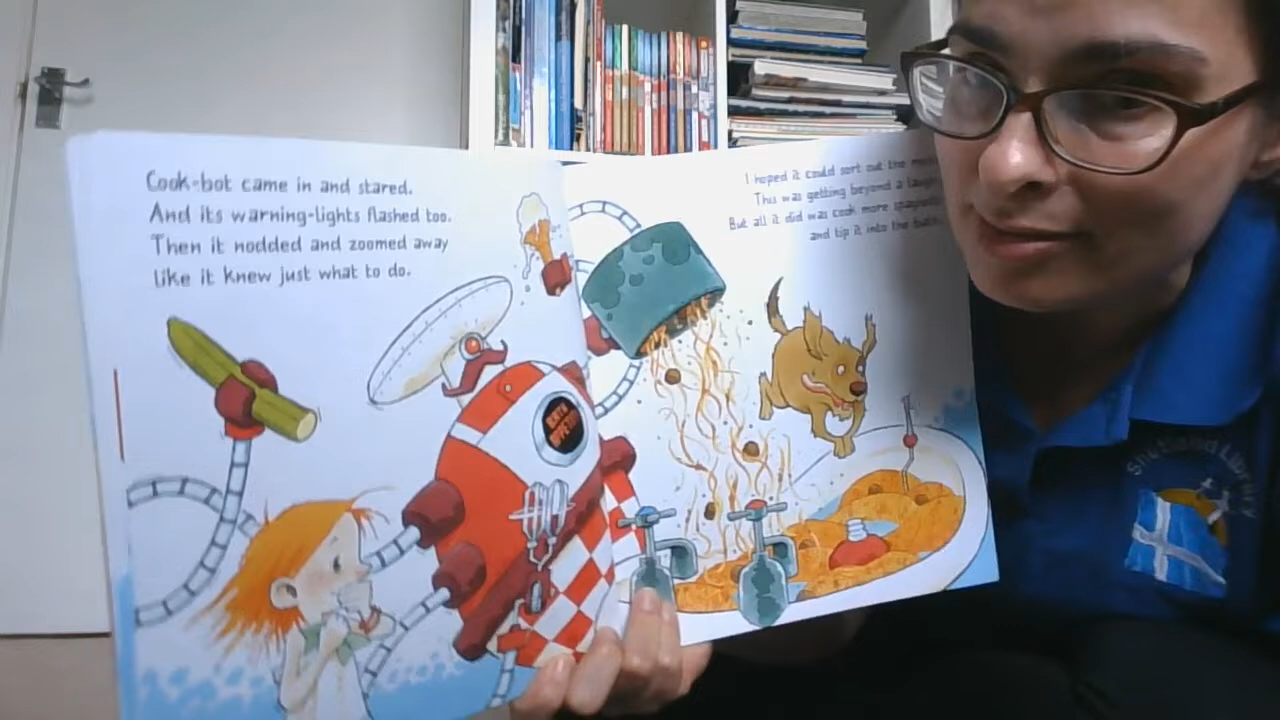 Cook-bot came in and stared.
And its warning-lights flashed too.
Then it nodded and zoomed away
like it knew just what to do.
I hoped it could sort out the
This was getting beyond a
But all it did was cook more
and tip it into the
Shetland Library